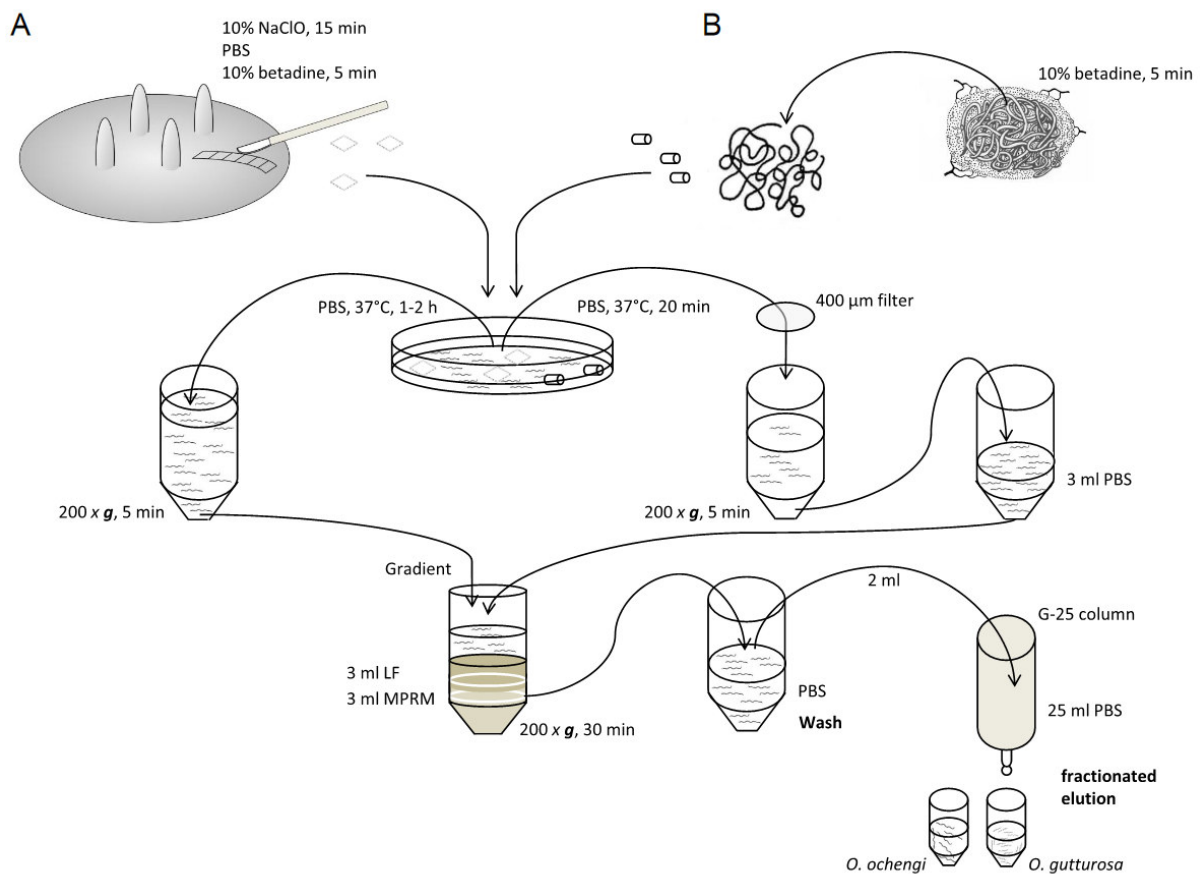 A
10% NaClO, 15 min
PBS
10% betadine, 5 min
B
10% betadine, 5 min
PBS, 37°C, 1-2 h
PBS, 37°C, 20 min
400 µm filter
200 x g, 5 min
200 x g, 5 min
3 ml PBS
Gradient
2 ml
G-25 column
3 ml LF
3 ml MPRM
200 x g, 30 min
PBS
Wash
25 ml PBS
fractionated
elution
O. ochengi
O. gutturosa